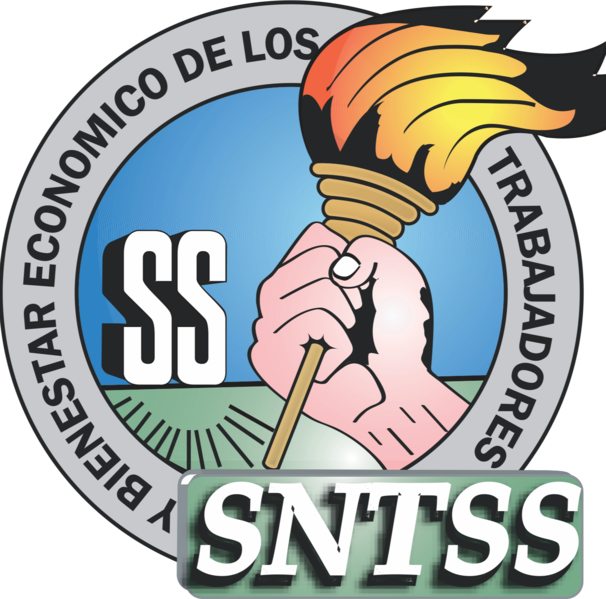 Y BIENESTAR ECONOMICO DE LOS TRABAJADORES
SS
SNTSS